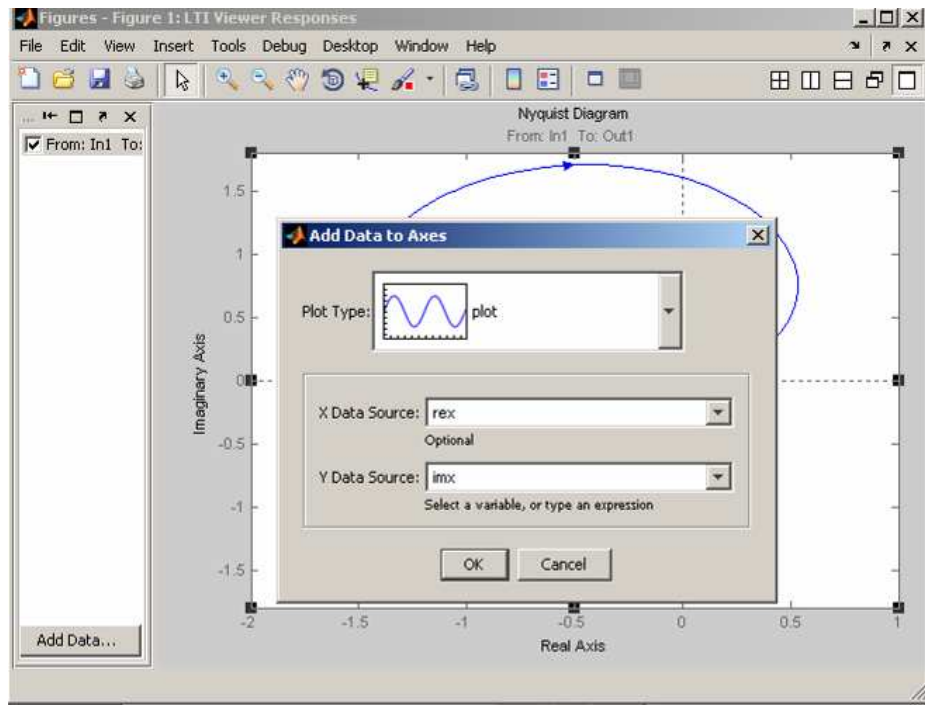 Figures - Figure 1: LTI Viewer Responses
File Edit View Insert Tools Debug Desktop Window Help
...
From: In1 To:
Add Data...
Nyquist Diagram
From: In1 To: Out1
Imaginary Axis
1.5
1
0.5
0
-0.5
-1
-1.5
Add Data to Axes
Plot Type:
plot
X Data Source: rex
Optional
Y Data Source: imx
Select a variable, or type an expression
OK Cancel
-2 -1.5 -1 -0.5 0 0.5 1
Real Axis